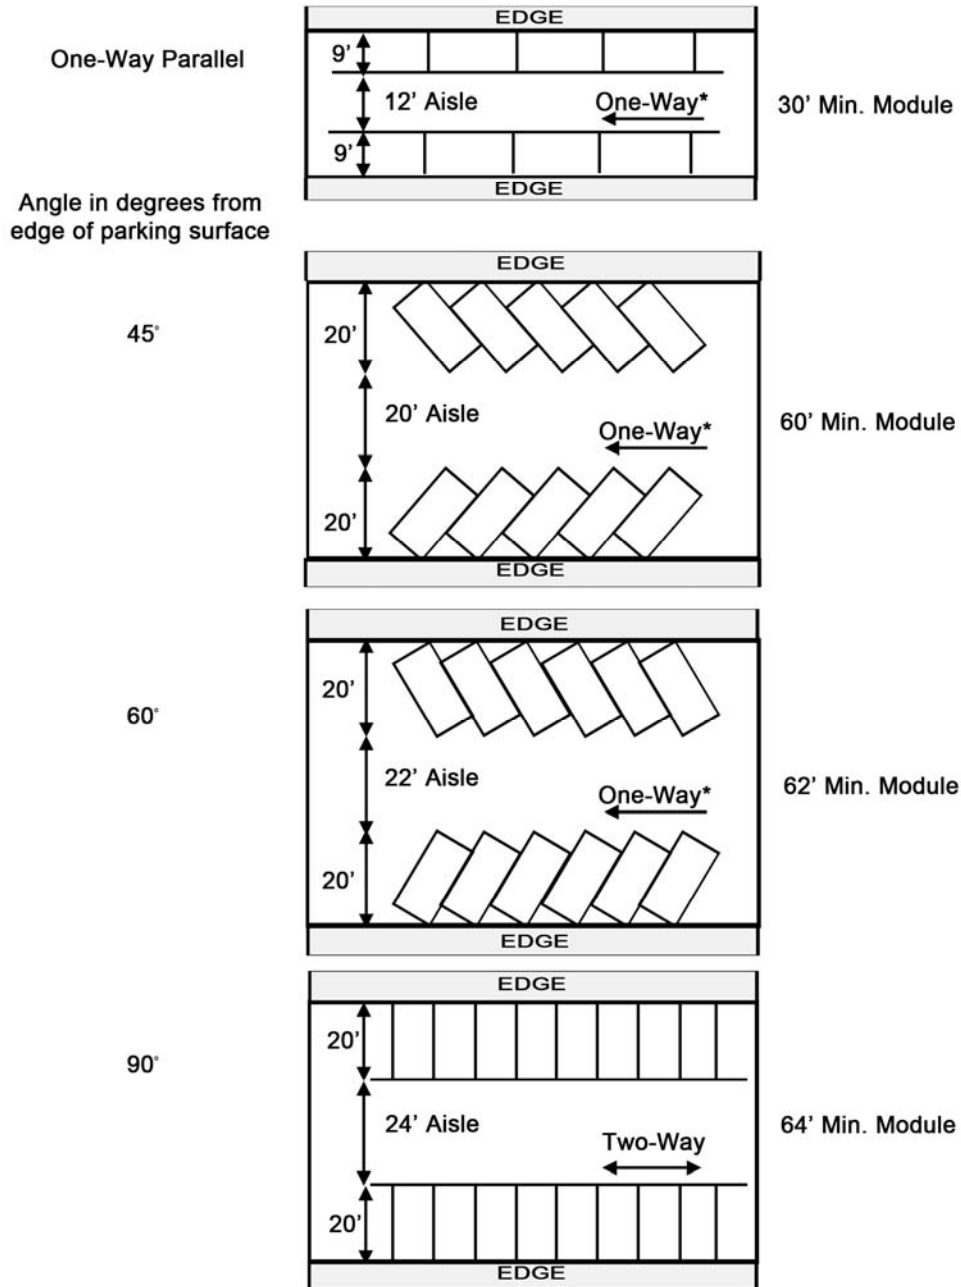 EDGE
One-Way Parallel
9’
12’ Aisle
One-Way*
30’ Min. Module
9’
EDGE
Angle in degrees from
edge of parking surface
EDGE
45°
20’
20’ Aisle
One-Way*
60’ Min. Module
20’
EDGE
EDGE
60°
20’
22’ Aisle
One-Way*
62’ Min. Module
20’
EDGE
EDGE
90°
20’
24’ Aisle
Two-Way
64’ Min. Module
20’
EDGE